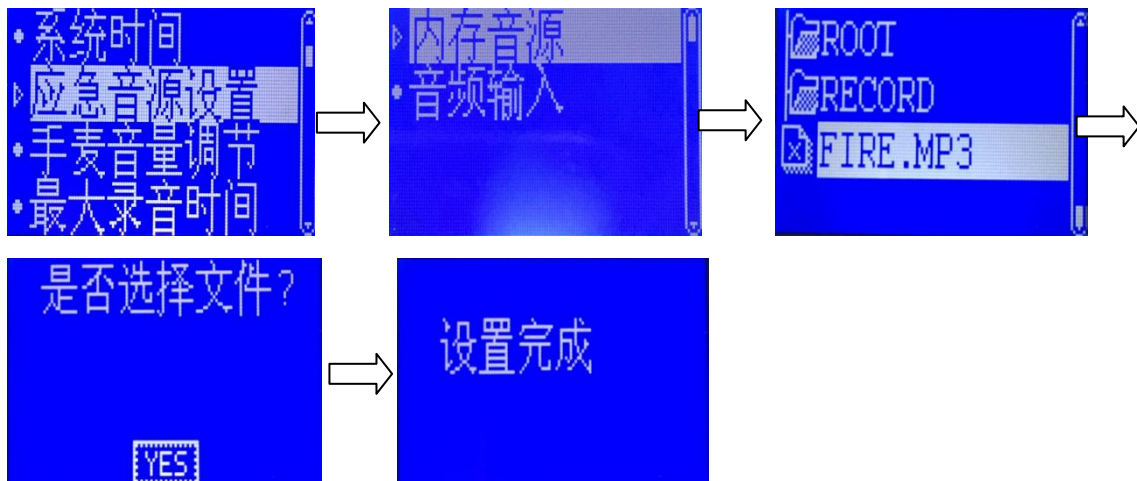 系统时间
应急音源设置
手麦音量调节
最大录音时间
内存音源
音频输入
ROOT
RECORD
FIRE.MP3
是否选择文件?
YES
设置完成